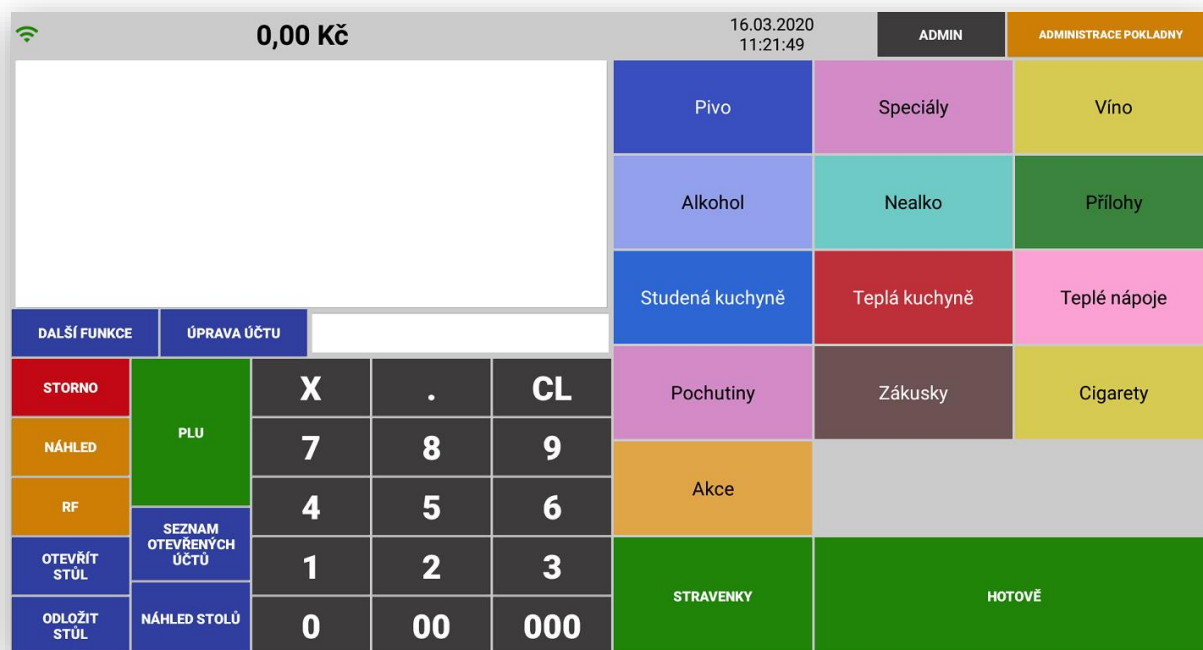 0,00 Kč
16.03.2020
11:21:49
ADMIN
ADMINISTRACE POKLADNY
Pivo
Speciály
Víno
Alkohol
Nealko
Přílohy
Studená kuchyně
Teplá kuchyně
Teplé nápoje
Pochutiny
Zákusky
Cigarety
Akce
STRAVENKY
HOTOVĚ
DALŠÍ FUNKCE
ÚPRAVA ÚČTU
STORNO
NÁHLED
RF
OTEVŘÍT
STŮL
ODLOŽIT
STŮL
PLU
SEZNAM
OTEVŘENÝCH
ÚČTŮ
NÁHLED STOLŮ
X
.
CL
7
8
9
4
5
6
1
2
3
0
00
000